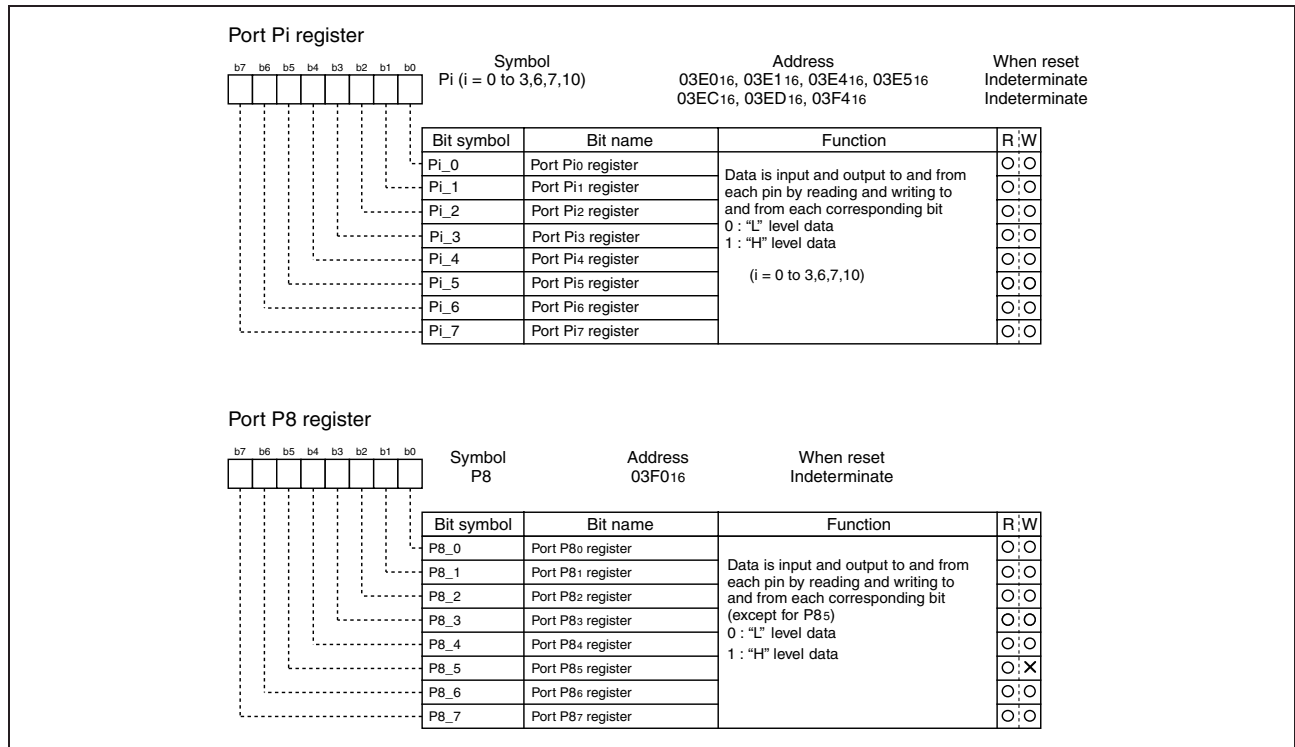 Port Pi register
b7 b6 b5 b4 b3 b2 b1 b0
Symbol Address When reset
Pi (i = 0 to 3,6,7,10) 03E016, 03E116, 03E416, 03E516 Indeterminate
03EC16, 03ED16, 03F416 Indeterminate
Bit symbol Bit name Function R W
Pi_0 Port Pi0 register
Pi_1 Port Pi1 register
Pi_2 Port Pi2 register
Pi_3 Port Pi3 register
Pi_4 Port Pi4 register
Pi_5 Port Pi5 register
Pi_6 Port Pi6 register
Pi_7 Port Pi7 register
Data is input and output to and from
each pin by reading and writing to
and from each corresponding bit
0 : “L” level data
1 : “H” level data
(i = 0 to 3,6,7,10)
Port P8 register
b7 b6 b5 b4 b3 b2 b1 b0
Symbol Address When reset
P8 03F016 Indeterminate
Bit symbol Bit name Function R W
P8_0 Port P80 register
P8_1 Port P81 register
P8_2 Port P82 register
P8_3 Port P83 register
P8_4 Port P84 register
P8_5 Port P85 register
P8_6 Port P86 register
P8_7 Port P87 register
Data is input and output to and from
each pin by reading and writing to
and from each corresponding bit
(except for P85)
0 : “L” level data
1 : “H” level data